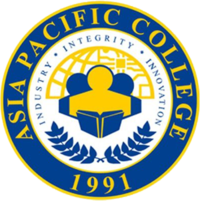 ASIA PACIFIC COLLEGE
INDUSTRY · INTEGRITY · INNOVATION
1991